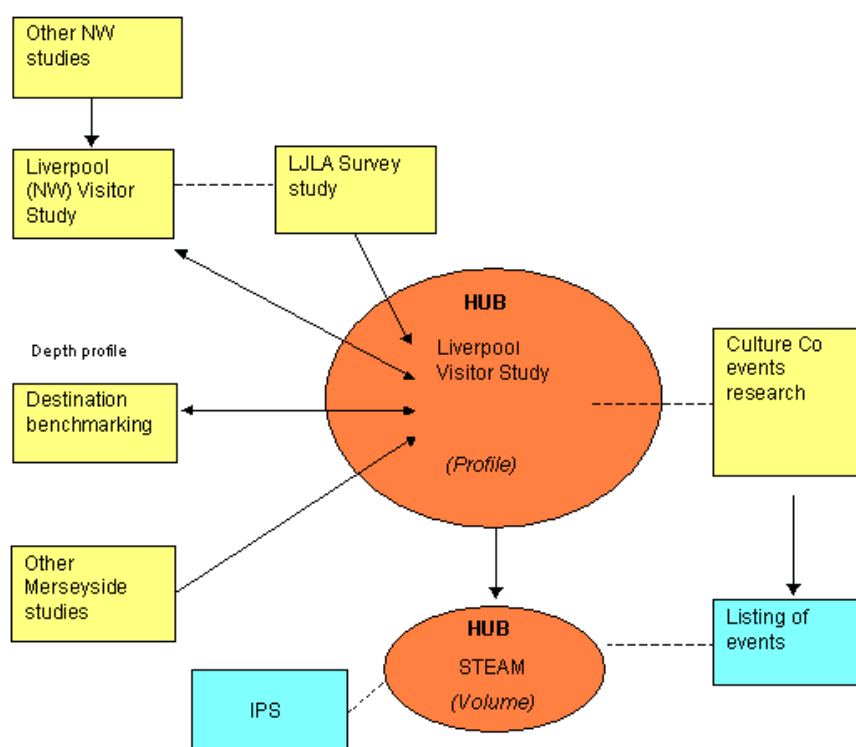 Other NW
studies
Liverpool
(NW) Visitor
Study
LJLA Survey
study
HUB
Liverpool
Visitor Study
(Profile)
Culture Co
events
research
Depth profile
Destination
benchmarking
Other
Merseyside
studies
HUB
STEAM
(Volume)
Listing of
events
IPS